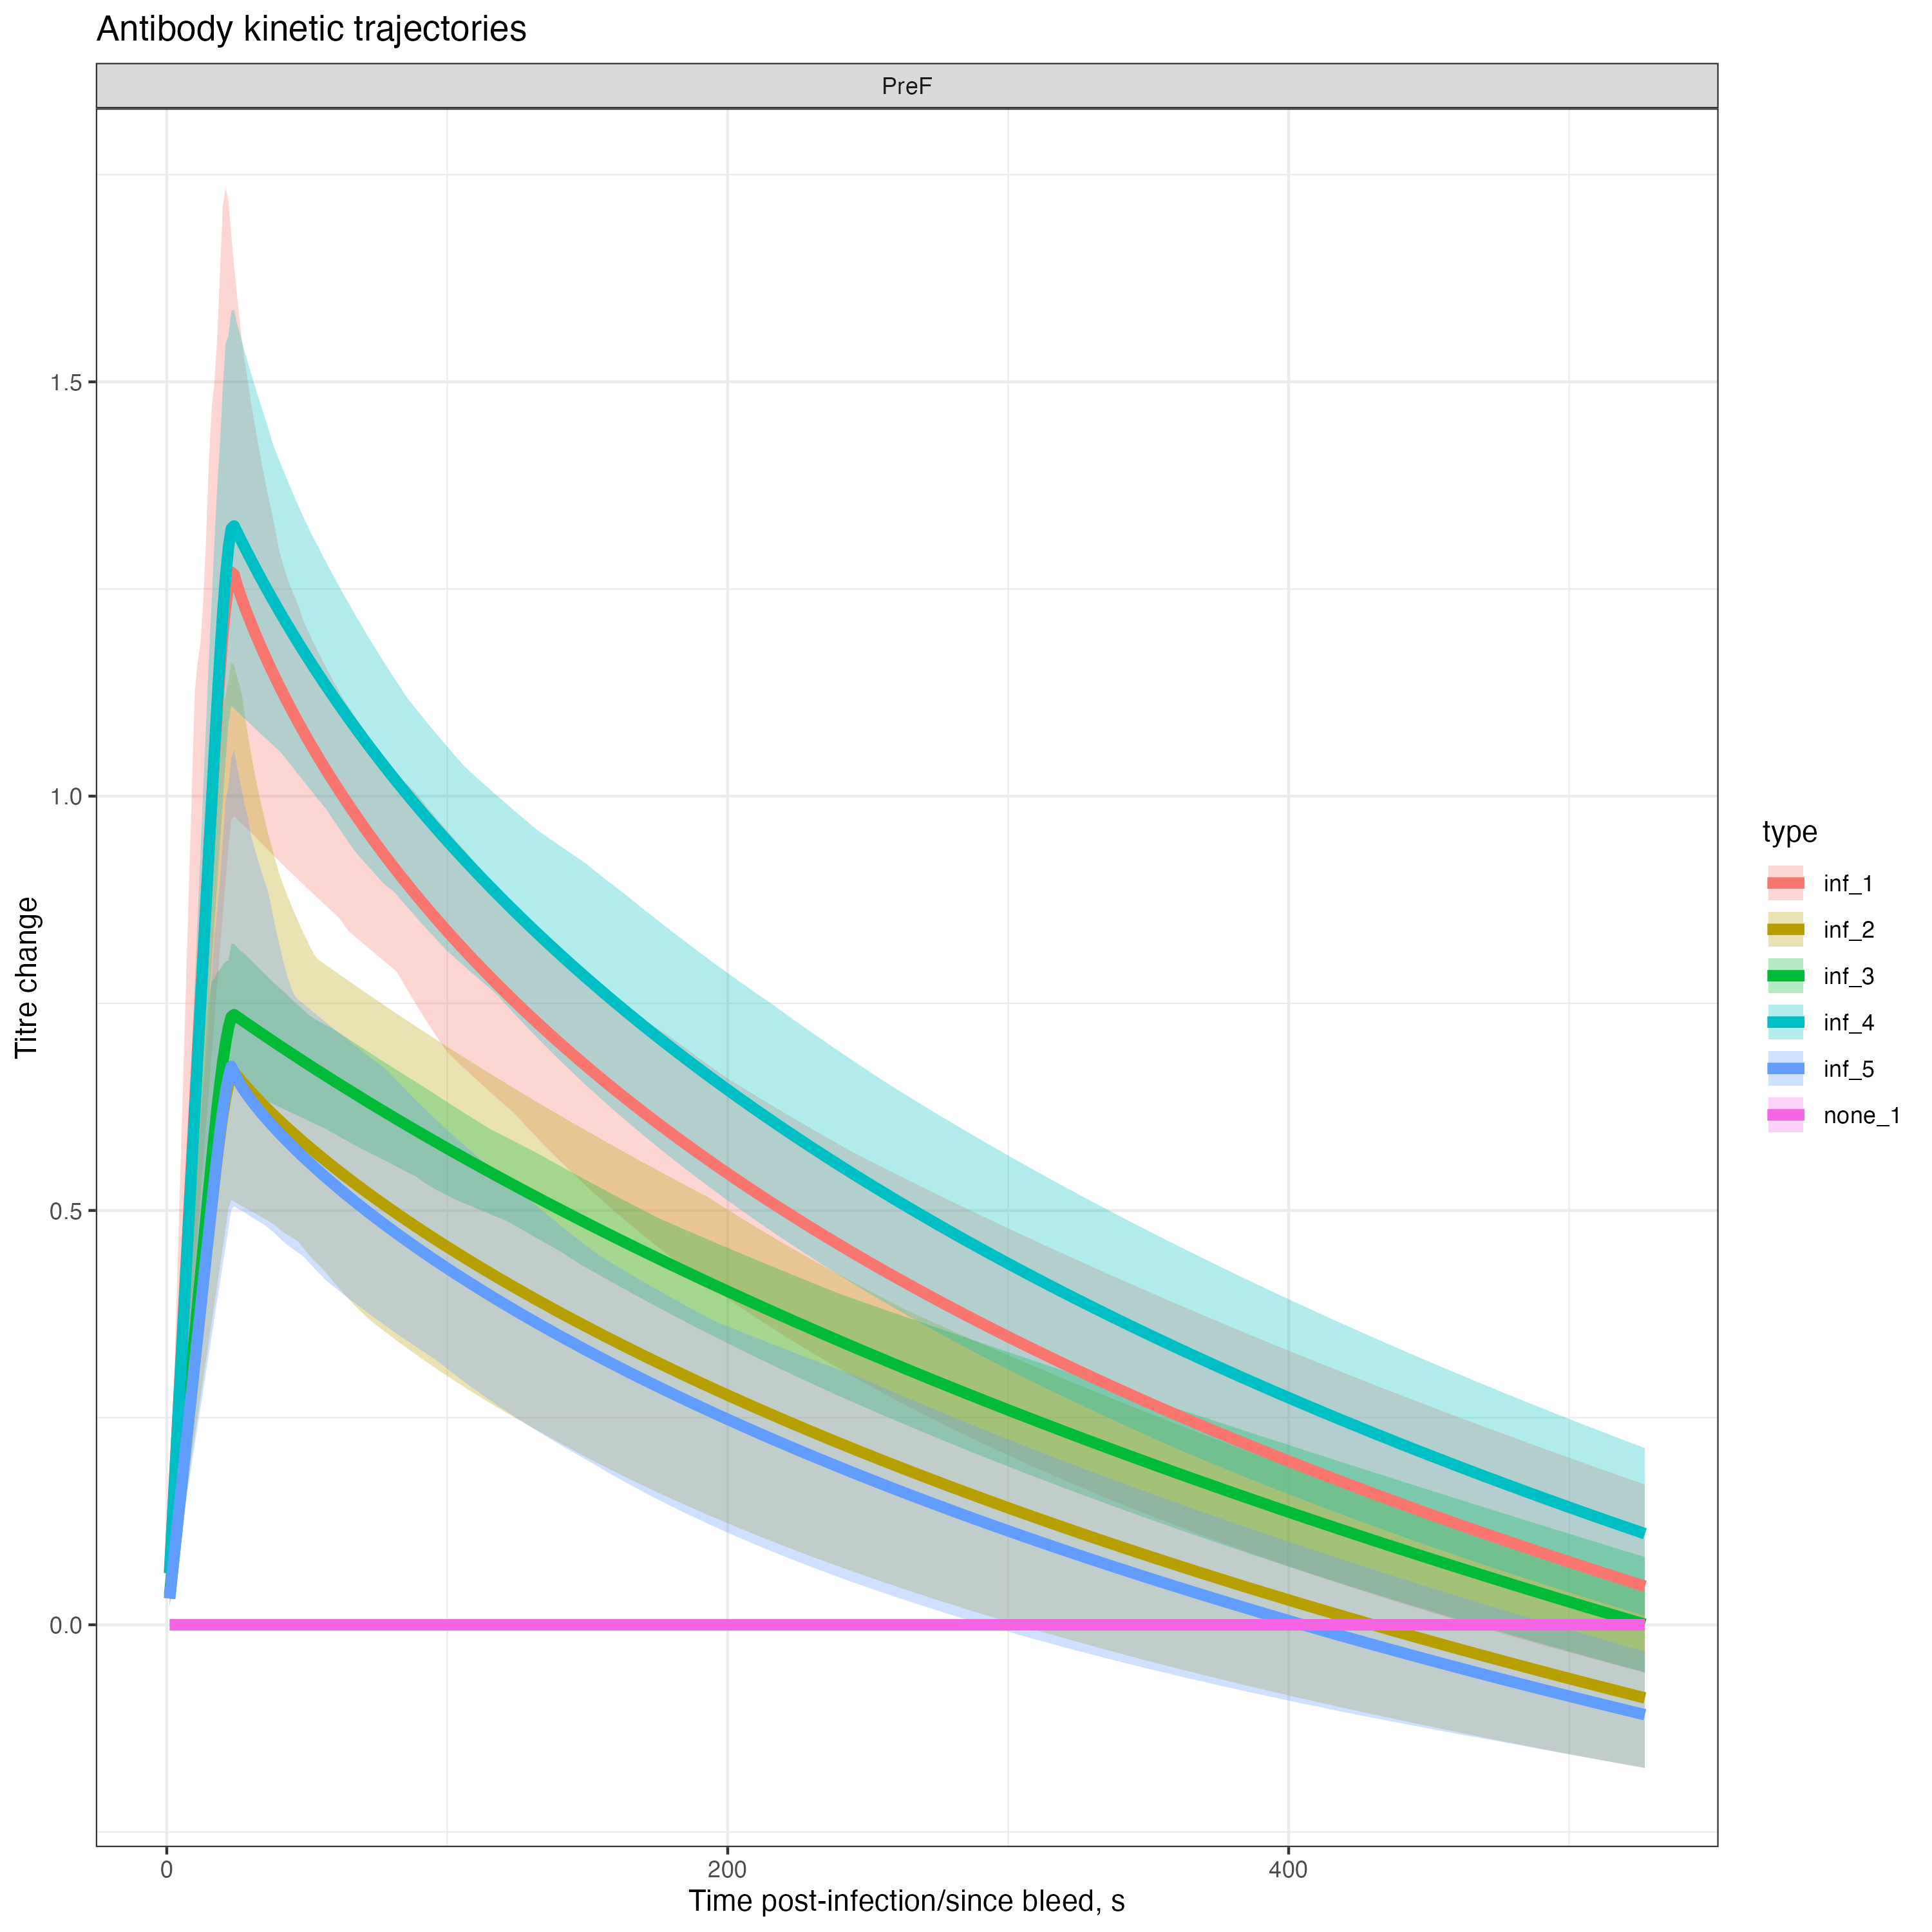 Antibody kinetic trajectories
PreF
Titre change
1.5
1.0
0.5
0.0
0 200 400
Time post-infection/since bleed, s
type
inf_1
inf_2
inf_3
inf_4
inf_5
none_1